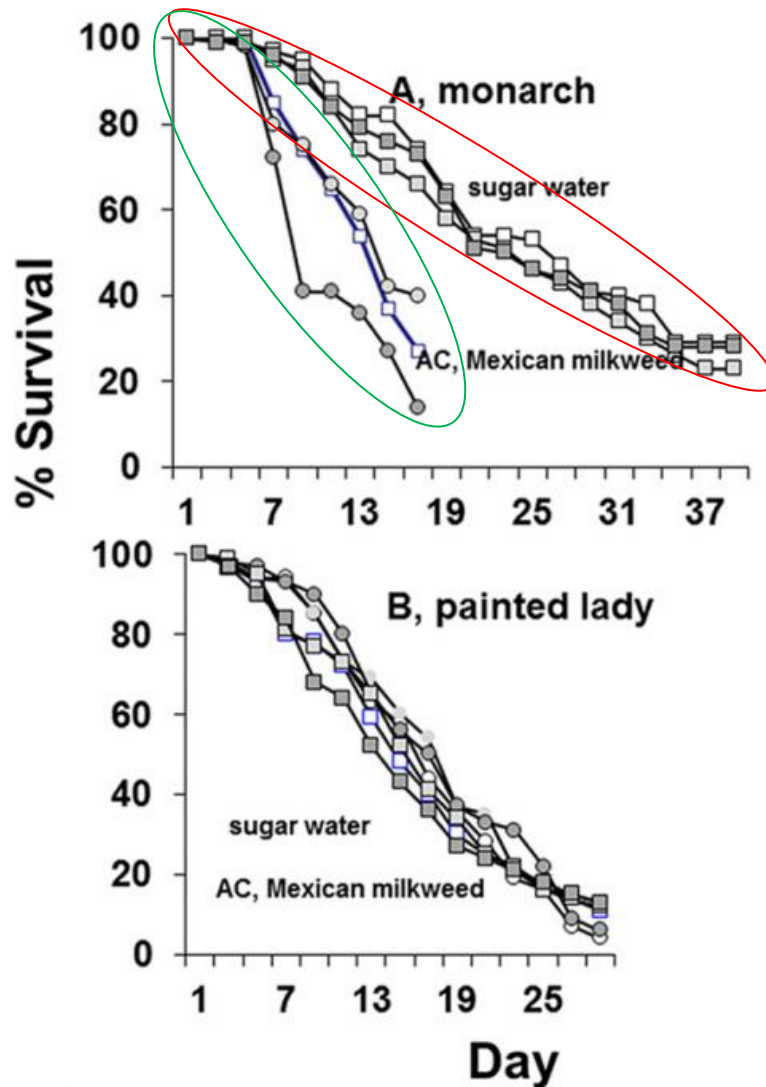 A, monarch
sugar water
AC, Mexican milkweed
100
80
60
40
20
0
1 7 13 19 25 31 37
% Survival
B, painted lady
sugar water
AC, Mexican milkweed
100
80
60
40
20
0
1 7 13 19 25
Day